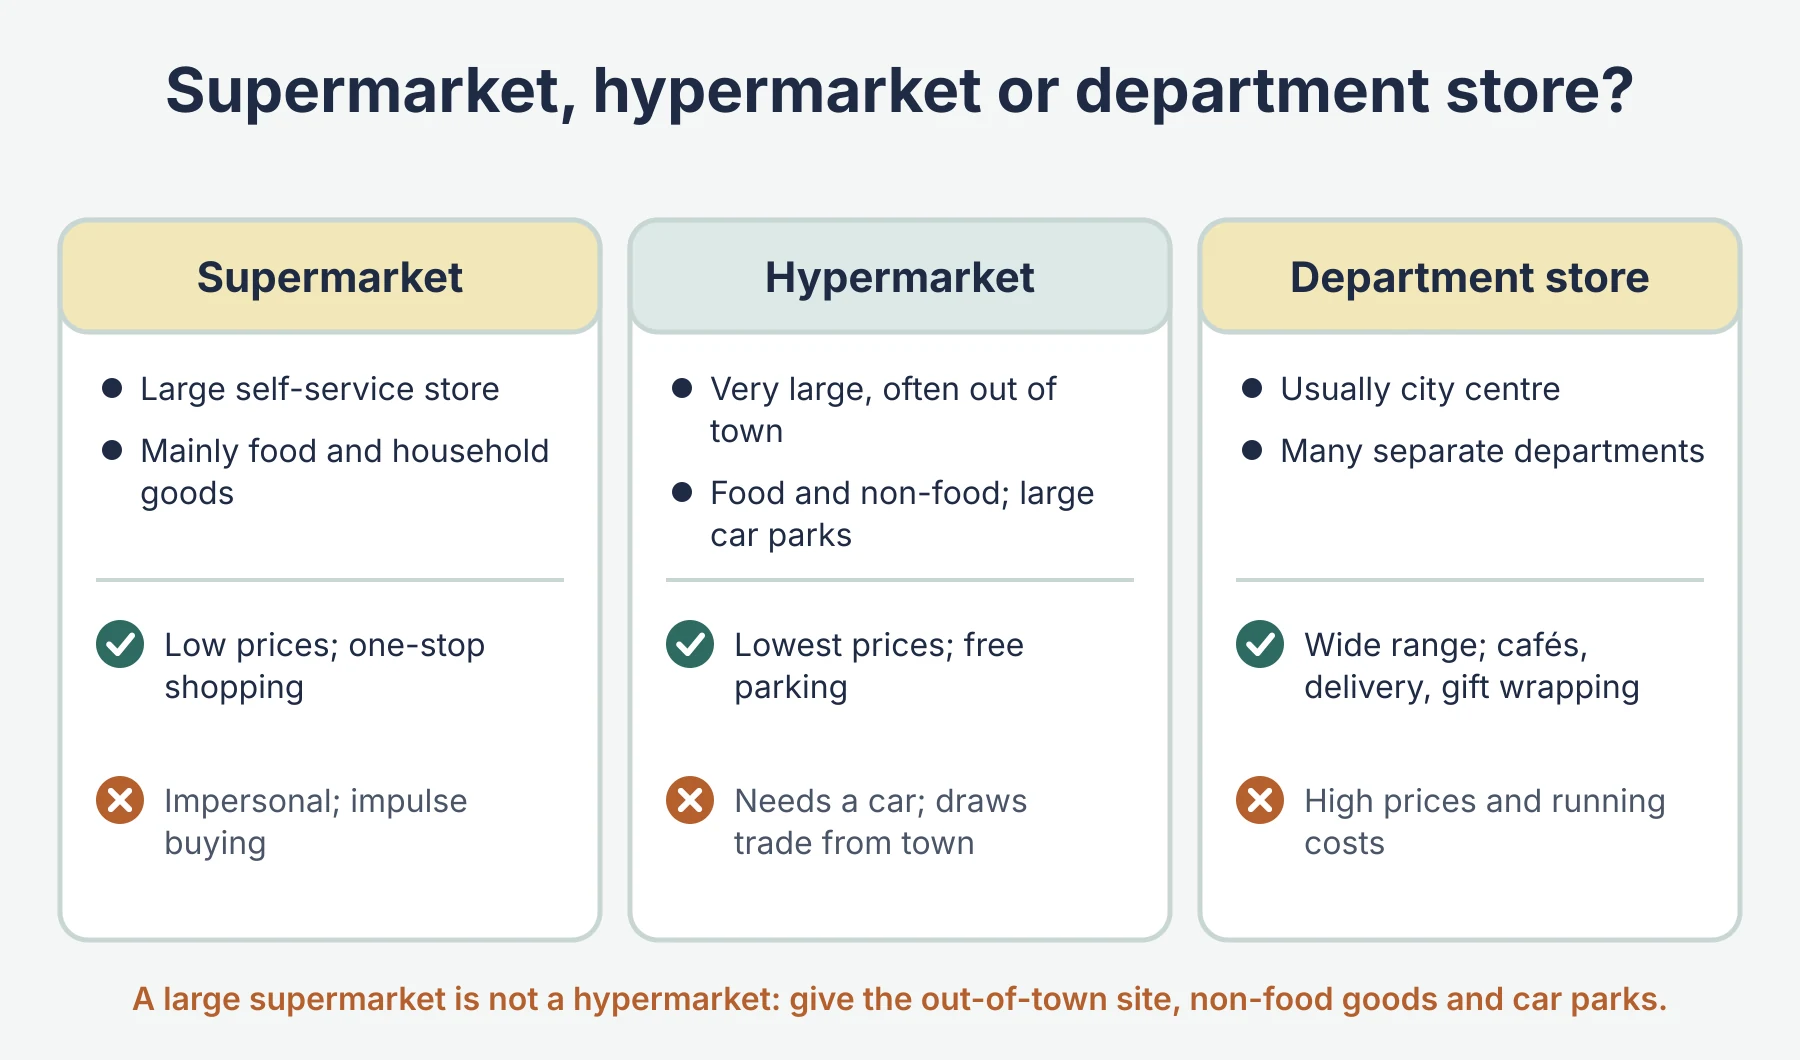 Supermarket, hypermarket or department store?
Supermarket
Large self-service store
Mainly food and household
goods
Low prices; one-stop
shopping
Impersonal; impulse
buying
Hypermarket
Very large, often out of
town
Food and non-food; large
car parks
Lowest prices; free
parking
Needs a car; draws
trade from town
Department store
Usually city centre
Many separate departments
Wide range; cafés,
delivery, gift wrapping
High prices and running
costs
A large supermarket is not a hypermarket: give the out-of-town site, non-food goods and car parks.